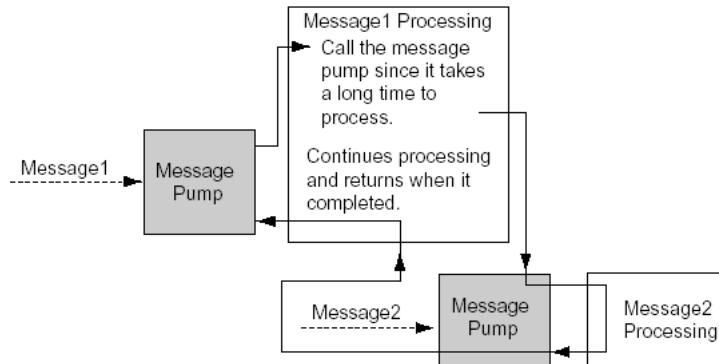 Message1 Processing
Call the message
pump since it takes
a long time to
process.
Continues processing
and returns when it
completed.
Message1
Message
Pump
Message2
Message
Pump
Message2
Processing